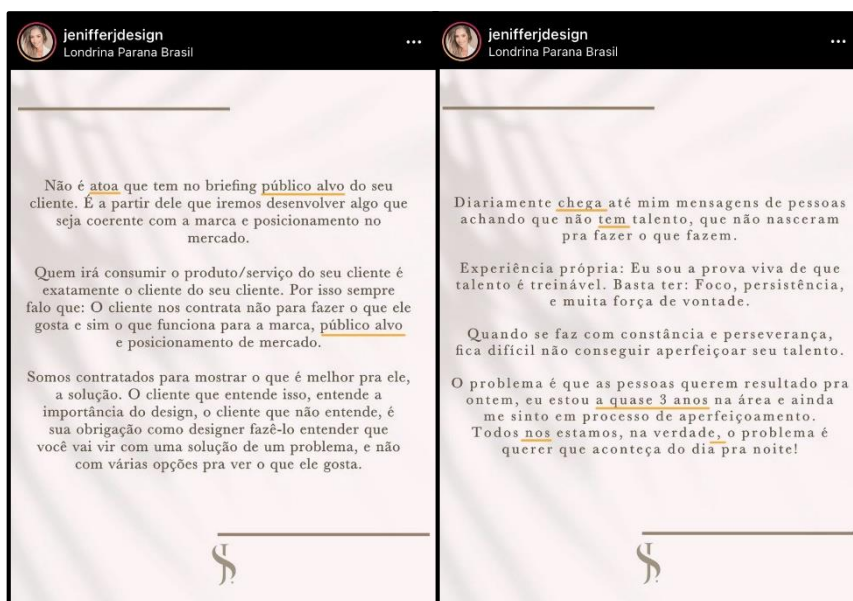 jenifferjdesign
Londrina Parana Brasil
Não é atoa que tem no briefing público alvo do seu
cliente. É a partir dele que iremos desenvolver algo que
seja coerente com a marca e posicionamento no
mercado.
Quem irá consumir o produto/serviço do seu cliente é
exatamente o cliente do seu cliente. Por isso sempre
falo que: O cliente nos contrata não para fazer o que ele
gosta e sim o que funciona para a marca, público alvo
e posicionamento de mercado.
Somos contratados para mostrar o que é melhor pra ele,
a solução. O cliente que entende isso, entende a
importância do design, o cliente que não entende, é
sua obrigação como designer fazê-lo entender que
você vai vir com uma solução de um problema, e não
com várias opções pra ver o que ele gosta.
jenifferjdesign
Londrina Parana Brasil
Diariamente chega até mim mensagens de pessoas
achando que não tem talento, que não nasceram
pra fazer o que fazem.
Experiência própria: Eu sou a prova viva de que
talento é treinável. Basta ter: Foco, persistência,
e muita força de vontade.
Quando se faz com constância e perseverança,
fica difícil não conseguir aperfeiçoar seu talento.
O problema é que as pessoas querem resultado pra
ontem, eu estou a quase 3 anos na área e ainda
me sinto em processo de aperfeiçoamento.
Todos nos estamos, na verdade, o problema é
querer que aconteça do dia pra noite!